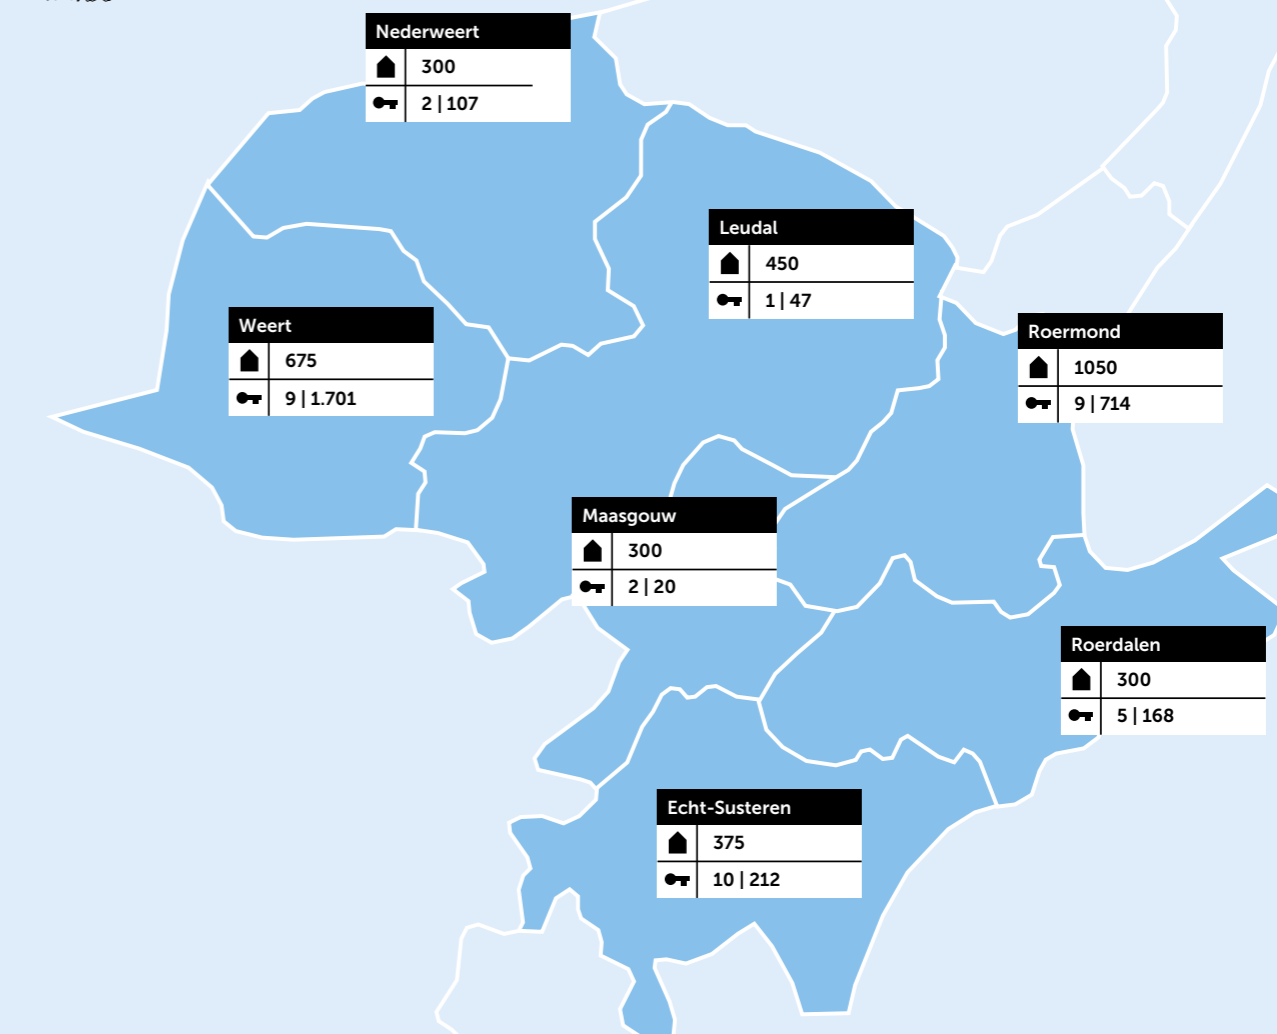 Nederweert
300
2 | 107
Leudal
450
1 | 47
Weert
675
9 | 1.701
Roermond
1050
9 | 714
Maasgouw
300
2 | 20
Roerdalen
300
5 | 168
Echt-Susteren
375
10 | 212